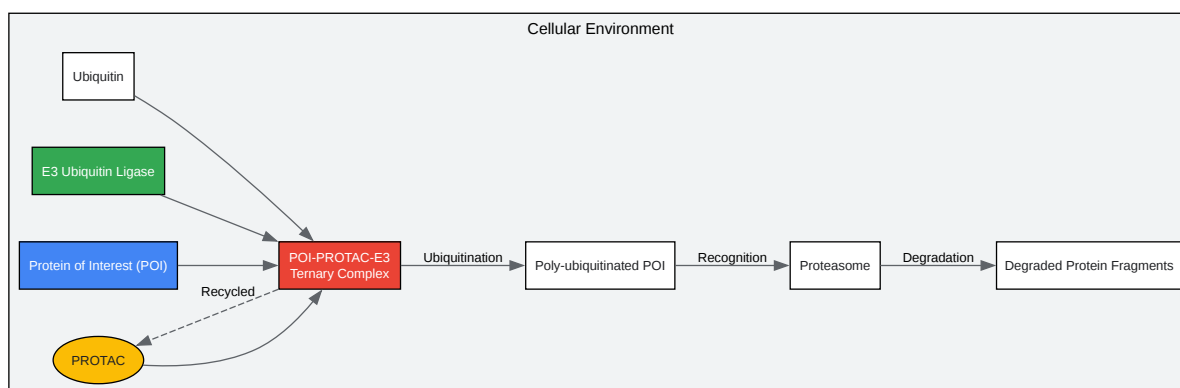 Cellular Environment
Ubiquitin
E3 Ubiquitin Ligase
Protein of Interest (POI)
POI-PROTAC-E3
Ternary Complex
Ubiquitination
Poly-ubiquitinated POI
Recognition
Proteasome
Degradation
Degraded Protein Fragments
Recycled
PROTAC